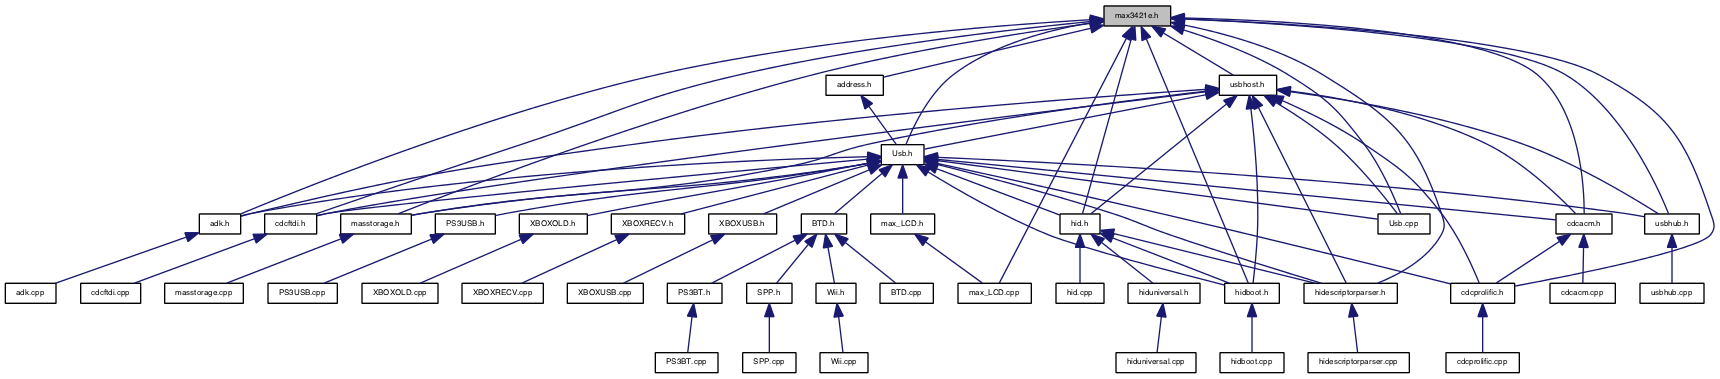 max3421e.h
address.h
usbhost.h
Usb.h
adk.h
cdcftdi.h
masstorage.h
PS3USB.h
XBOXOLD.h
XBOXRECV.h
XBOXUSB.h
BTD.h
max_LCD.h
hid.h
Usb.cpp
cdcacm.h
usbhub.h
adk.cpp
cdcftdi.cpp
masstorage.cpp
PS3USB.cpp
XBOXOLD.cpp
XBOXRECV.cpp
XBOXUSB.cpp
PS3BT.h
SPP.h
Wii.h
BTD.cpp
max_LCD.cpp
hid.cpp
hiduniversal.h
hidboot.h
hidescriptorparser.h
cdcprolific.h
cdcacm.cpp
usbhub.cpp
PS3BT.cpp
SPP.cpp
Wii.cpp
hiduniversal.cpp
hidboot.cpp
hidescriptorparser.cpp
cdcprolific.cpp